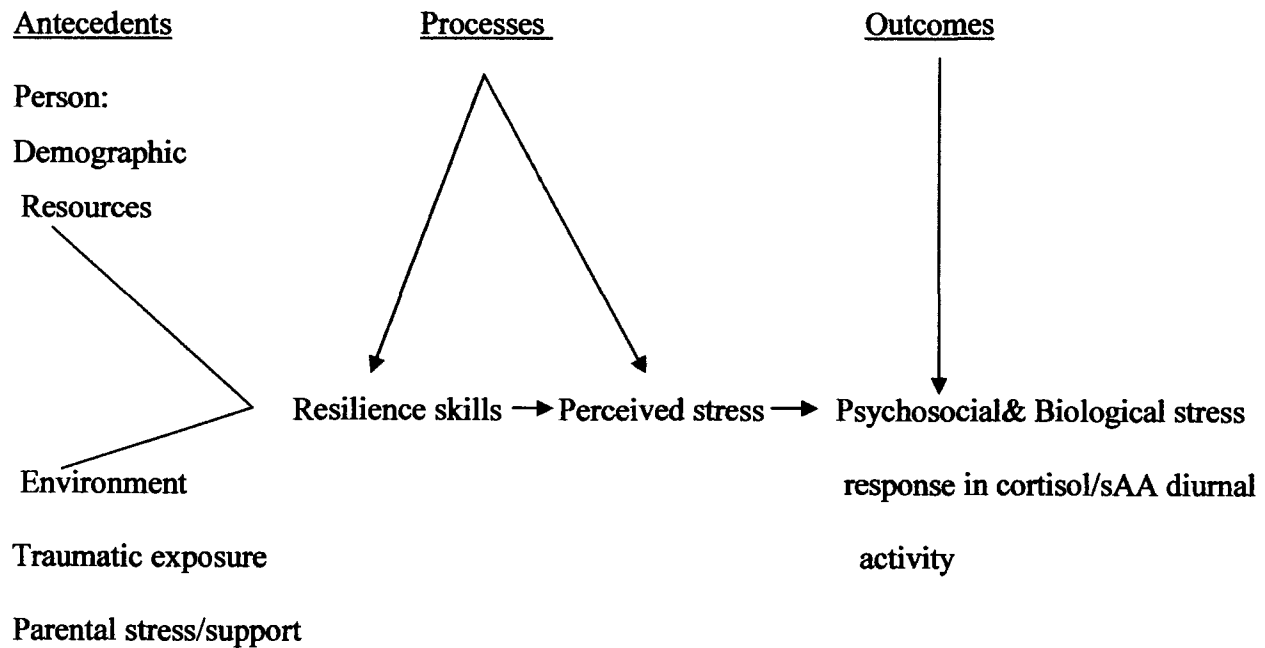 Antecedents
Processes
Outcomes
Person:
Demographic
Resources
Resilience skills
Perceived stress
Psychosocial& Biological stress
response in cortisol/sAA diurnal
activity
Environment
Traumatic exposure
Parental stress/support